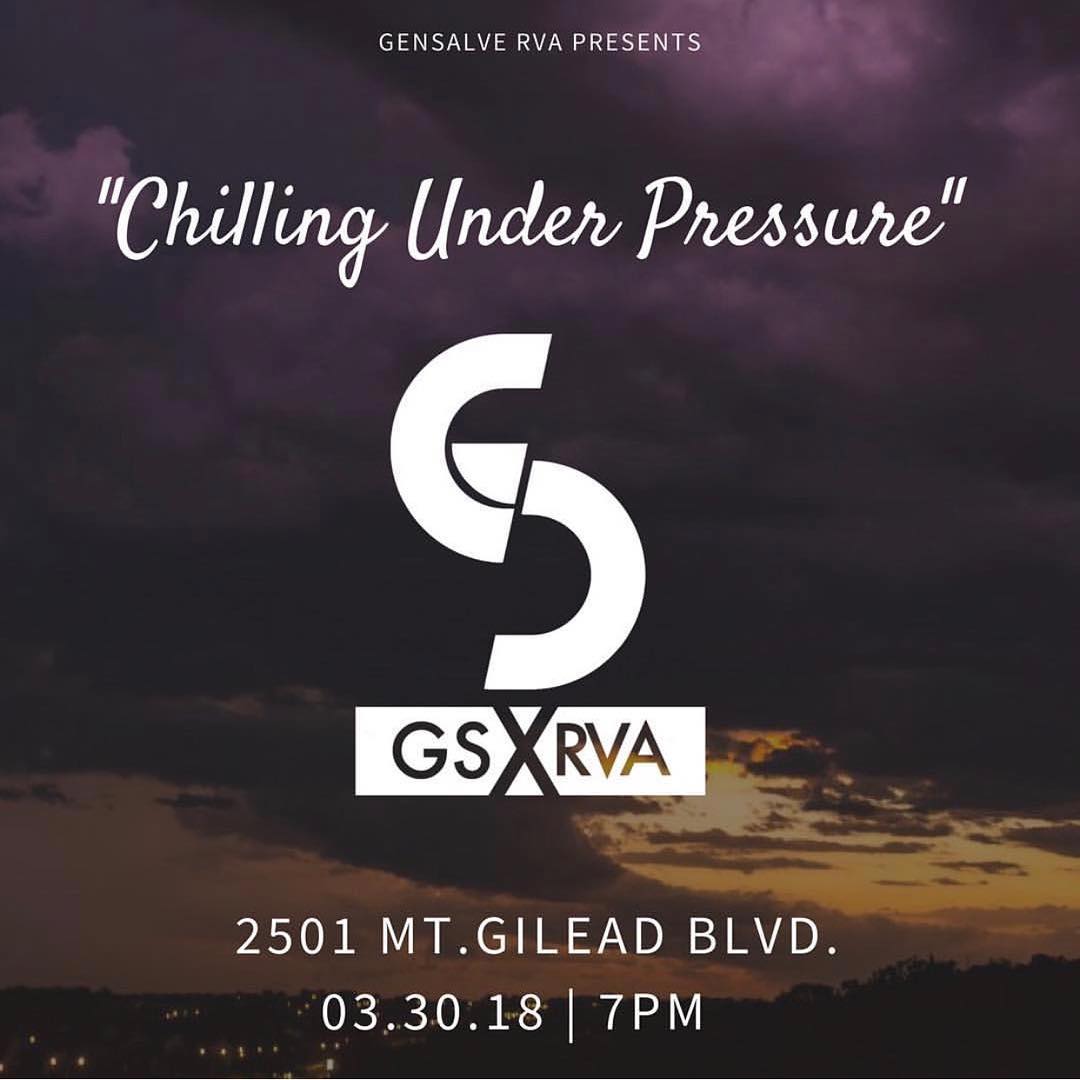 GENSALVE RVA PRESENTS
"Chilling Under Pressure"
GS
GSXRVA
2501 MT.GILEAD BLVD.
03.30.18 | 7PM